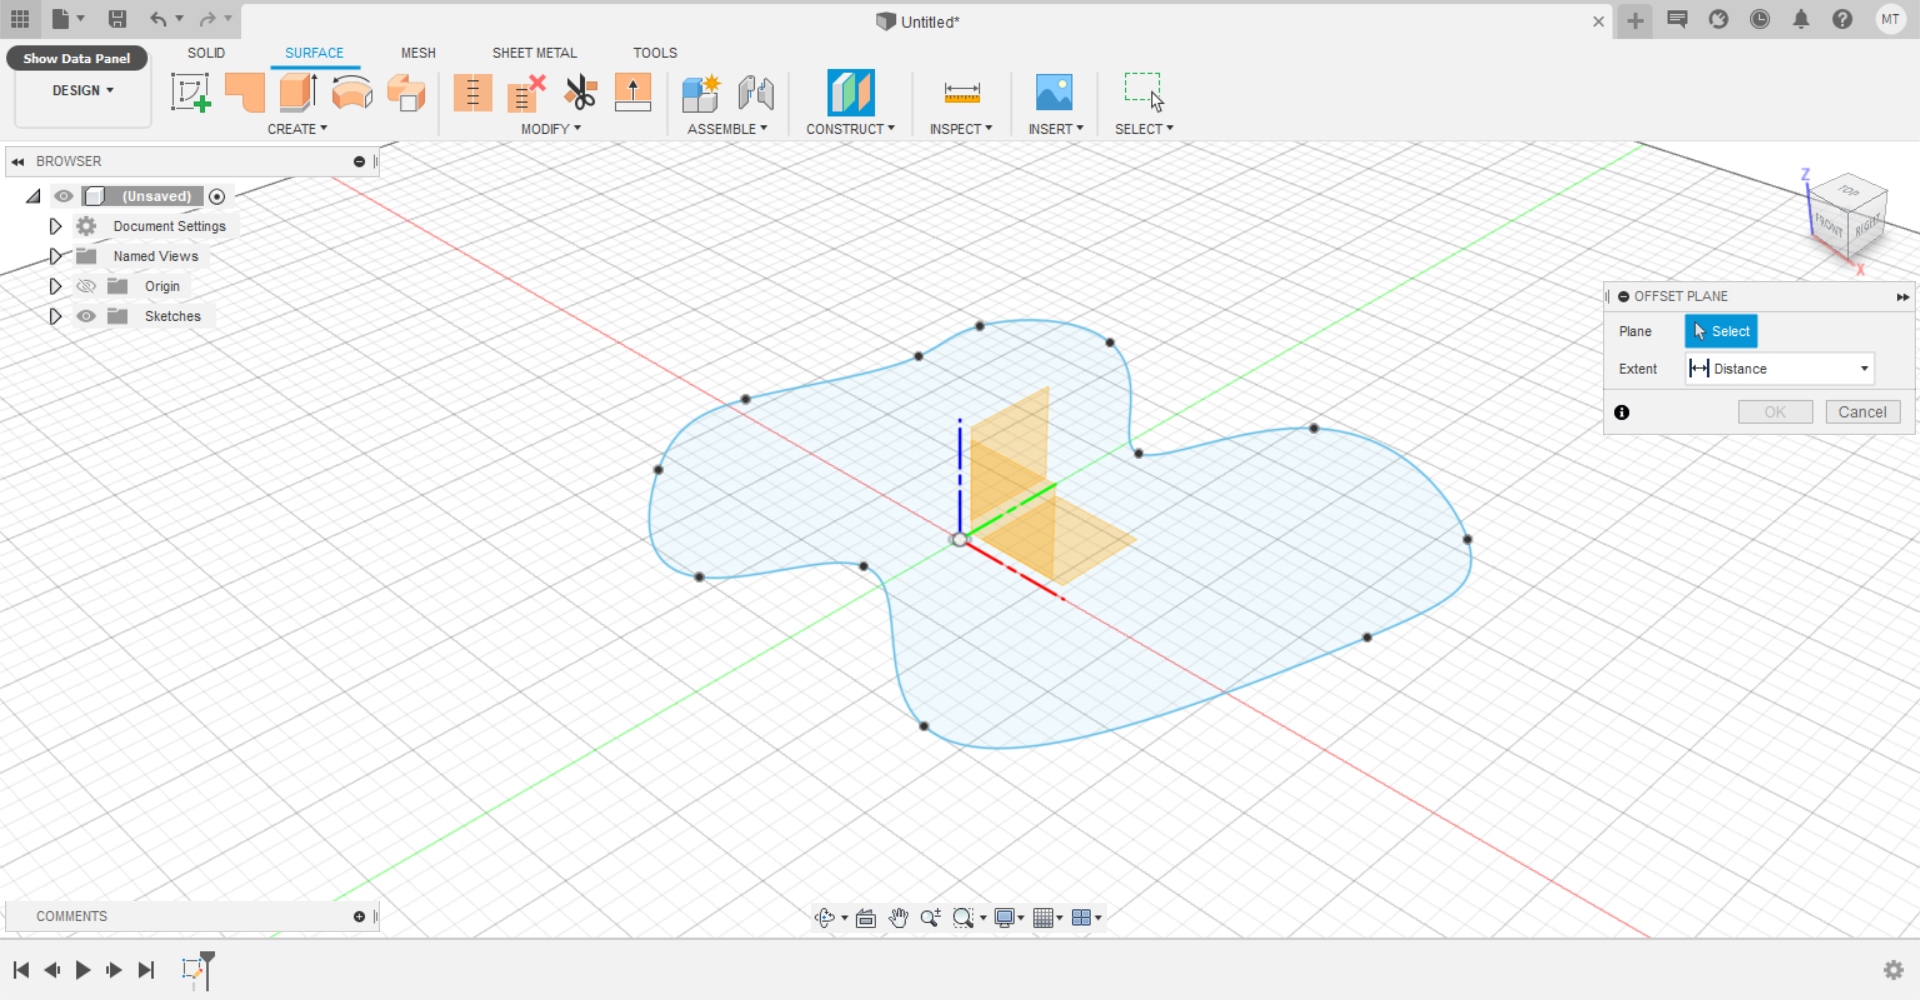 Untitled*
MT
Show Data Panel
SOLID
SURFACE
MESH
SHEET METAL
TOOLS
DESIGN
CREATE
MODIFY
ASSEMBLE
CONSTRUCT
INSPECT
INSERT
SELECT
BROWSER
(Unsaved)
Document Settings
Named Views
Origin
Sketches
Z
TOP
FRONT
RIGHT
X
OFFSET PLANE
Plane
Select
Extent
Distance
OK
Cancel
COMMENTS